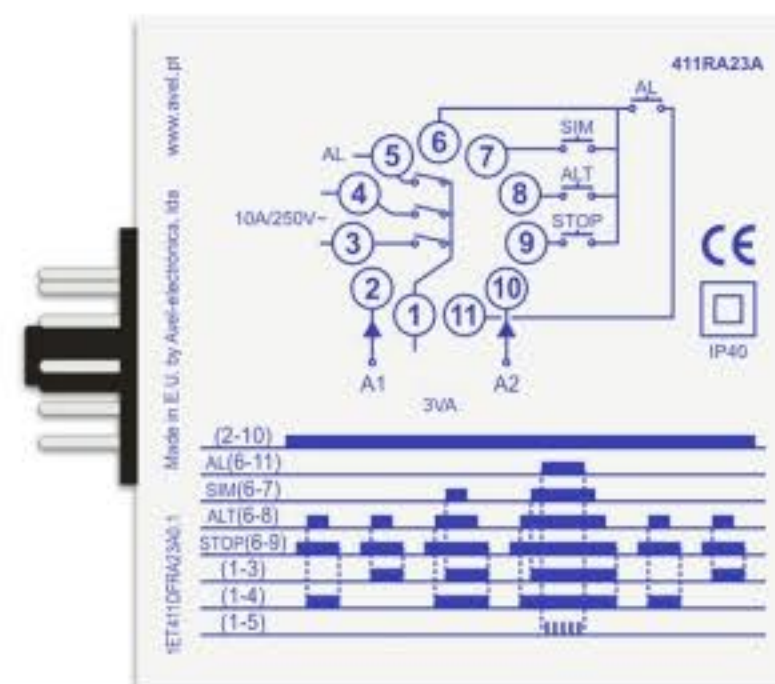 411RA23A
www.avel.pt
Made in E.U. by Avel-electronica, lda
1ET411DFRA23A0.1
AL
SIM
ALT
STOP
AL
10A/250V~
6
5
7
4
8
3
9
2
10
1
11
A1
A2
3VA
CE
IP40
(2-10)
AL(6-11)
SIM(6-7)
ALT(6-8)
STOP(6-9)
(1-3)
(1-4)
(1-5)